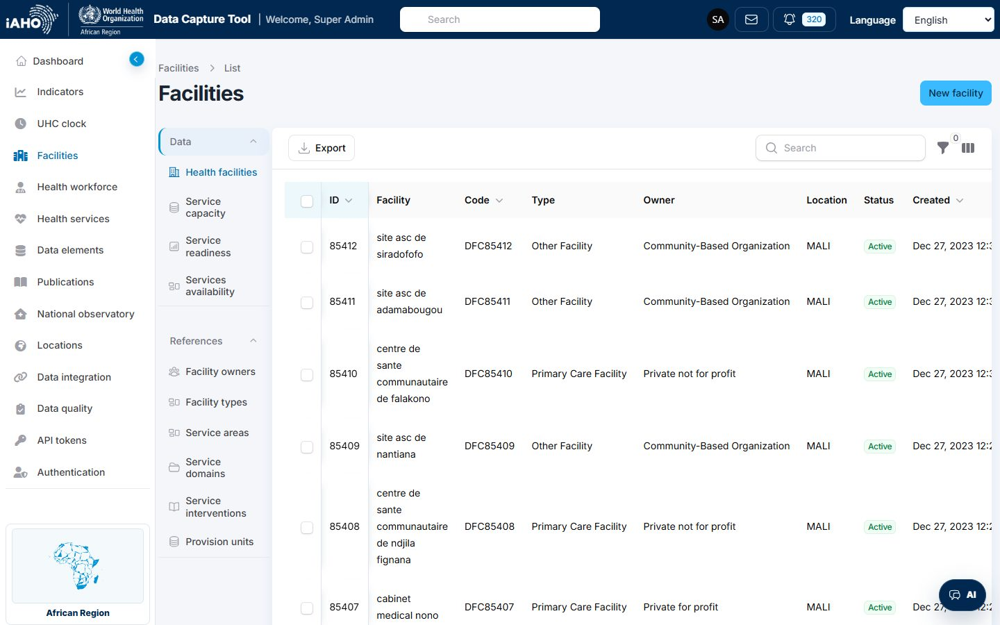 iAHO
World Health
Organization
African Region
Data Capture Tool
Welcome, Super Admin
Search
SA
320
Language
English
Dashboard
Indicators
UHC clock
Facilities
Health workforce
Health services
Data elements
Publications
National observatory
Locations
Data integration
Data quality
API tokens
Authentication
African Region
Facilities
List
Facilities
New facility
Data
Health facilities
Service
capacity
Service
readiness
Services
availability
References
Facility owners
Facility types
Service areas
Service
domains
Service
interventions
Provision units
Export
Search
0
ID Facility Code Type Owner Location Status Created
85412 site asc de siradofofo DFC85412 Other Facility Community-Based Organization MALI Active Dec 27, 2023 12:3
85411 site asc de adamabougou DFC85411 Other Facility Community-Based Organization MALI Active Dec 27, 2023 12:3
85410 centre de sante communautaire de falakono DFC85410 Primary Care Facility Private not for profit MALI Active Dec 27, 2023 12:3
85409 site asc de nantiana DFC85409 Other Facility Community-Based Organization MALI Active Dec 27, 2023 12:2
85408 centre de sante communautaire de ndjila fignana DFC85408 Primary Care Facility Private not for profit MALI Active Dec 27, 2023 12:2
85407 cabinet medical nono DFC85407 Primary Care Facility Private for profit MALI Active Dec 27, 12:2
AI